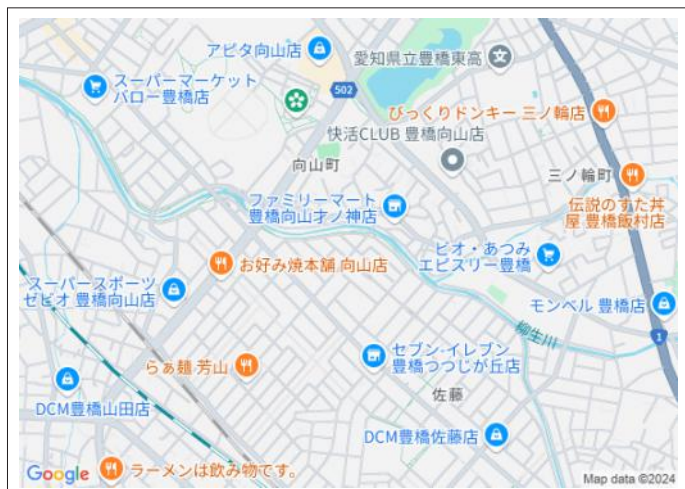 アピタ向山店
愛知県立豊橋東高
スーパーマーケット
バロー豊橋店
502
びっくりドンキー 三ノ輪店
快活CLUB 豊橋向山店
向山町
三ノ輪町
ファミリーマート
豊橋向山才ノ神店
伝説のすた丼
屋 豊橋飯村店
お好み焼本舗 向山店
ビオ・あつみ
エピスリー豊橋
スーパースポーツ
ゼビオ 豊橋向山店
モンベル 豊橋店
柳生川
1
らぁ麺 芳山
セブン-イレブン
豊橋つつじが丘店
佐藤
DCM豊橋山田店
DCM豊橋佐藤店
Google
ラーメンは飲み物です。
Map data ©2024